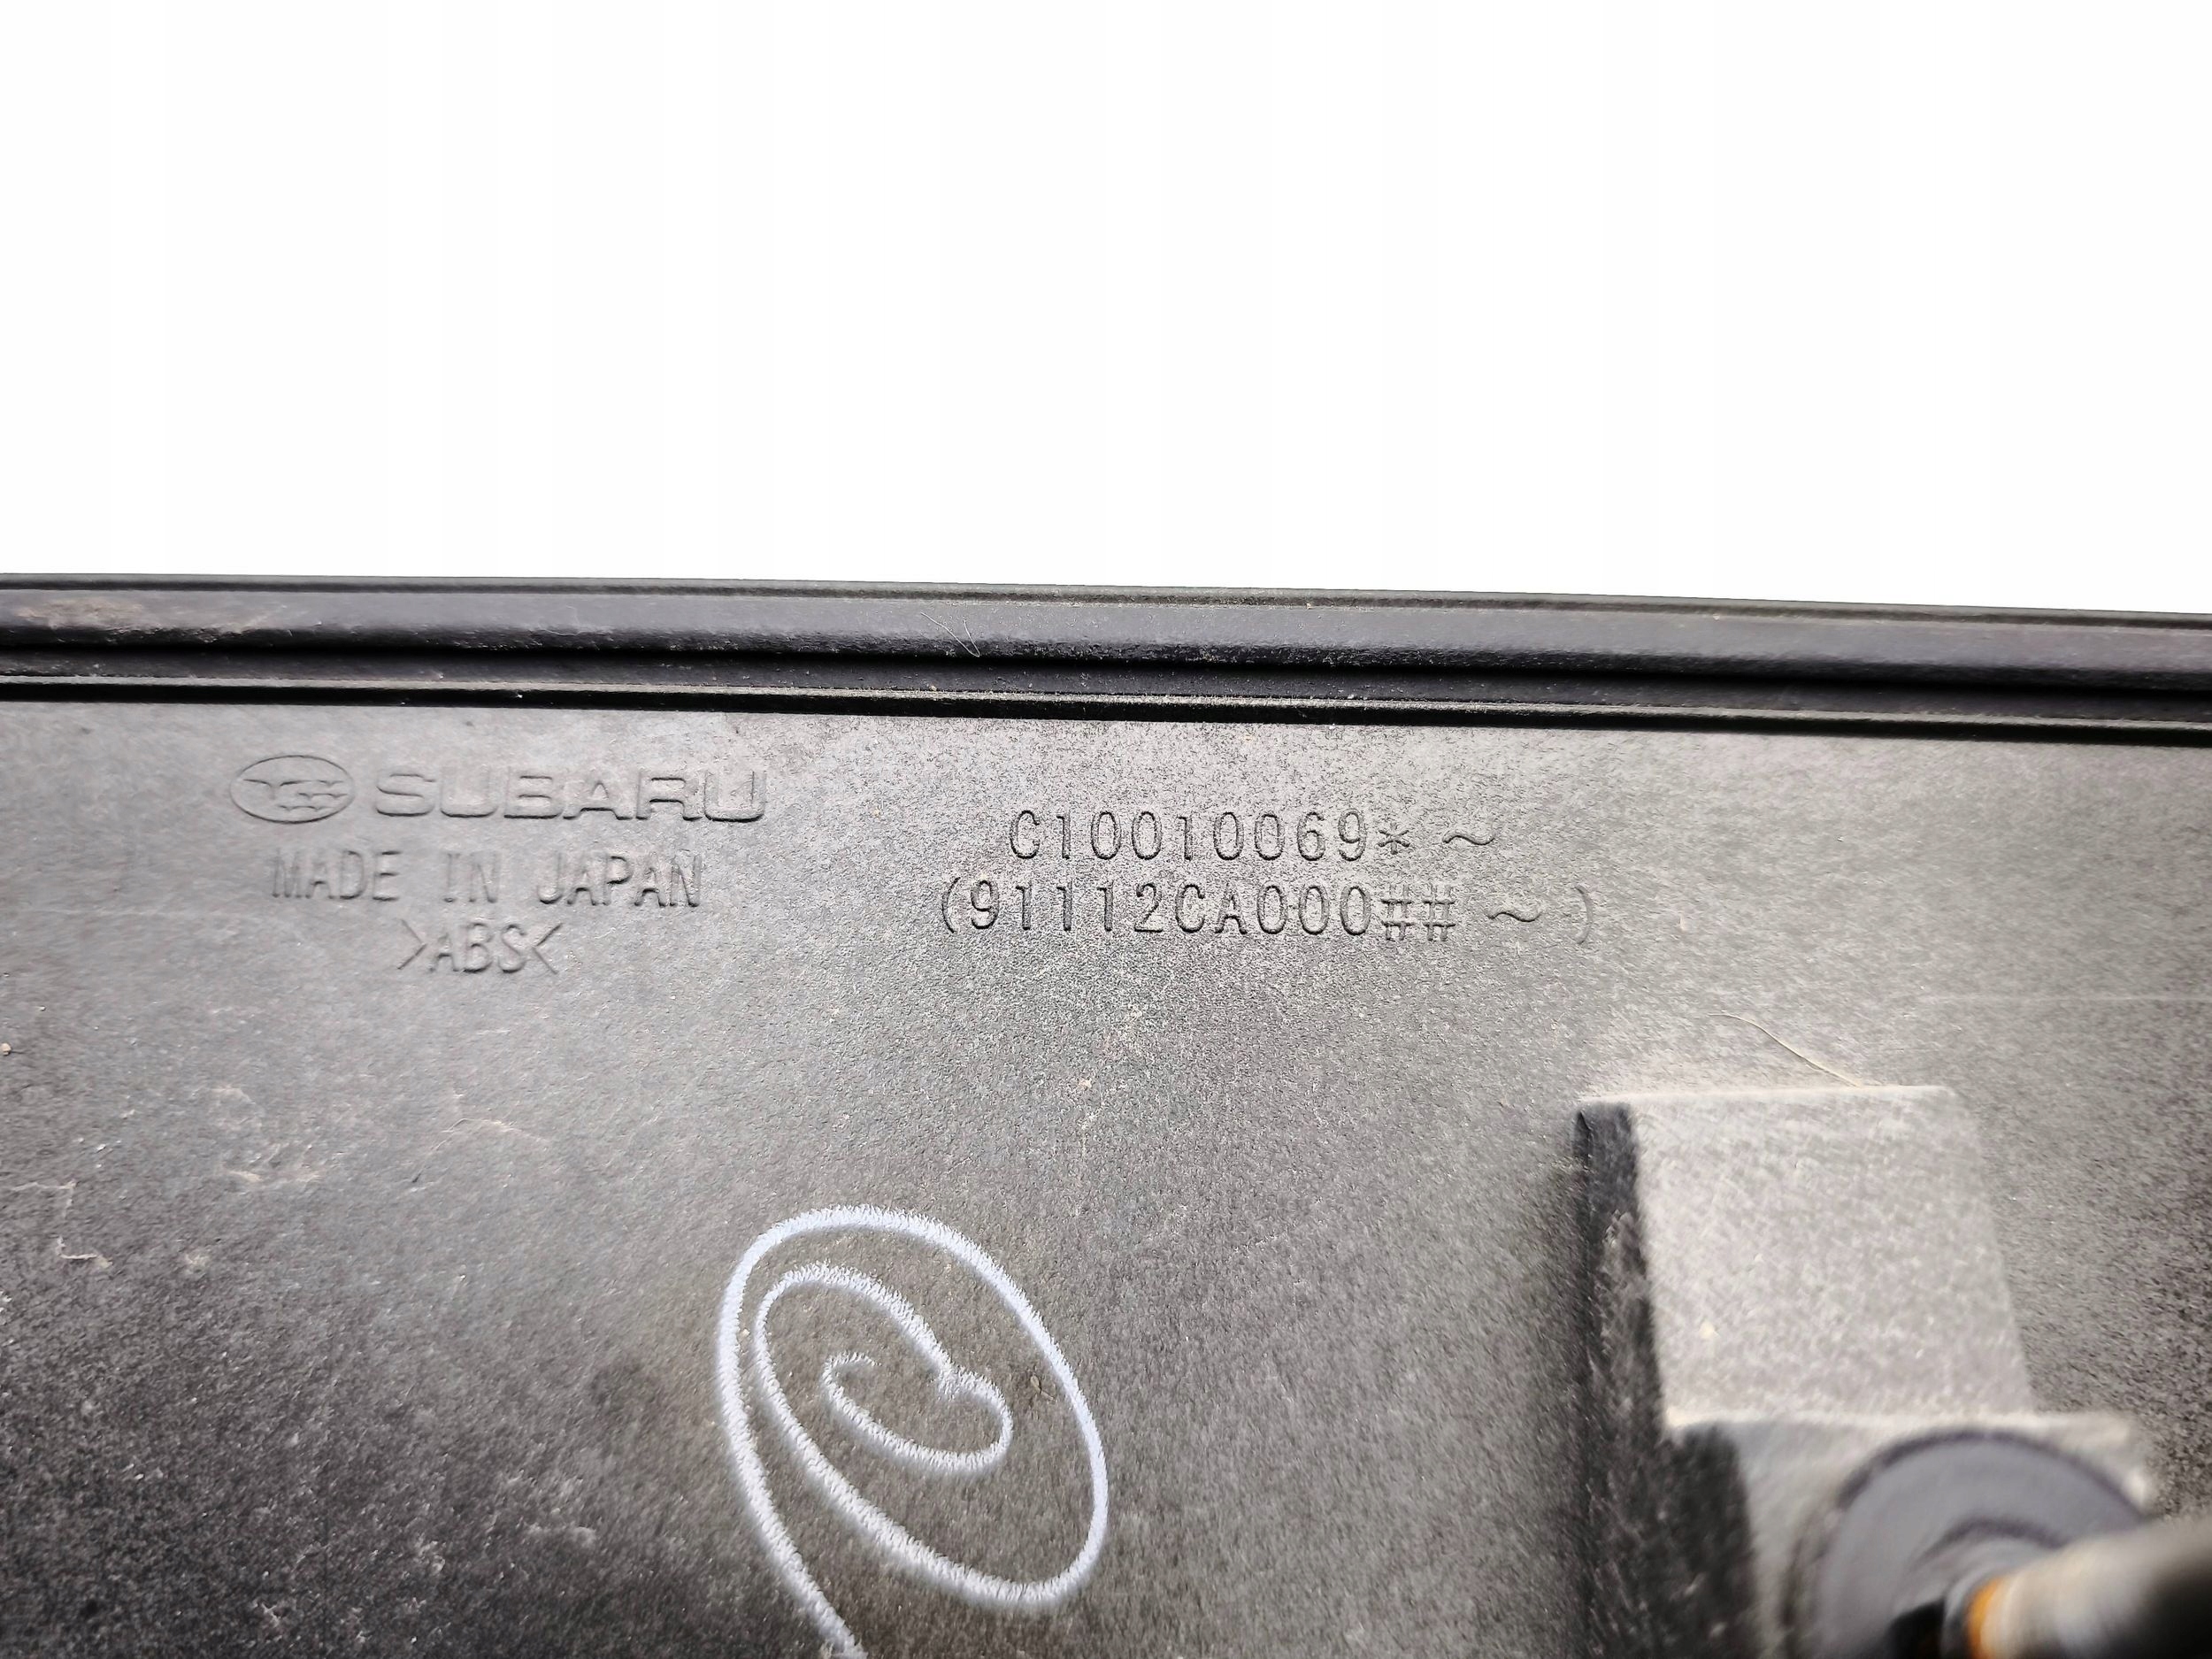 SUBARU
MADE IN JAPAN
>ABS<
C10010069*~
(91112CA000##~)